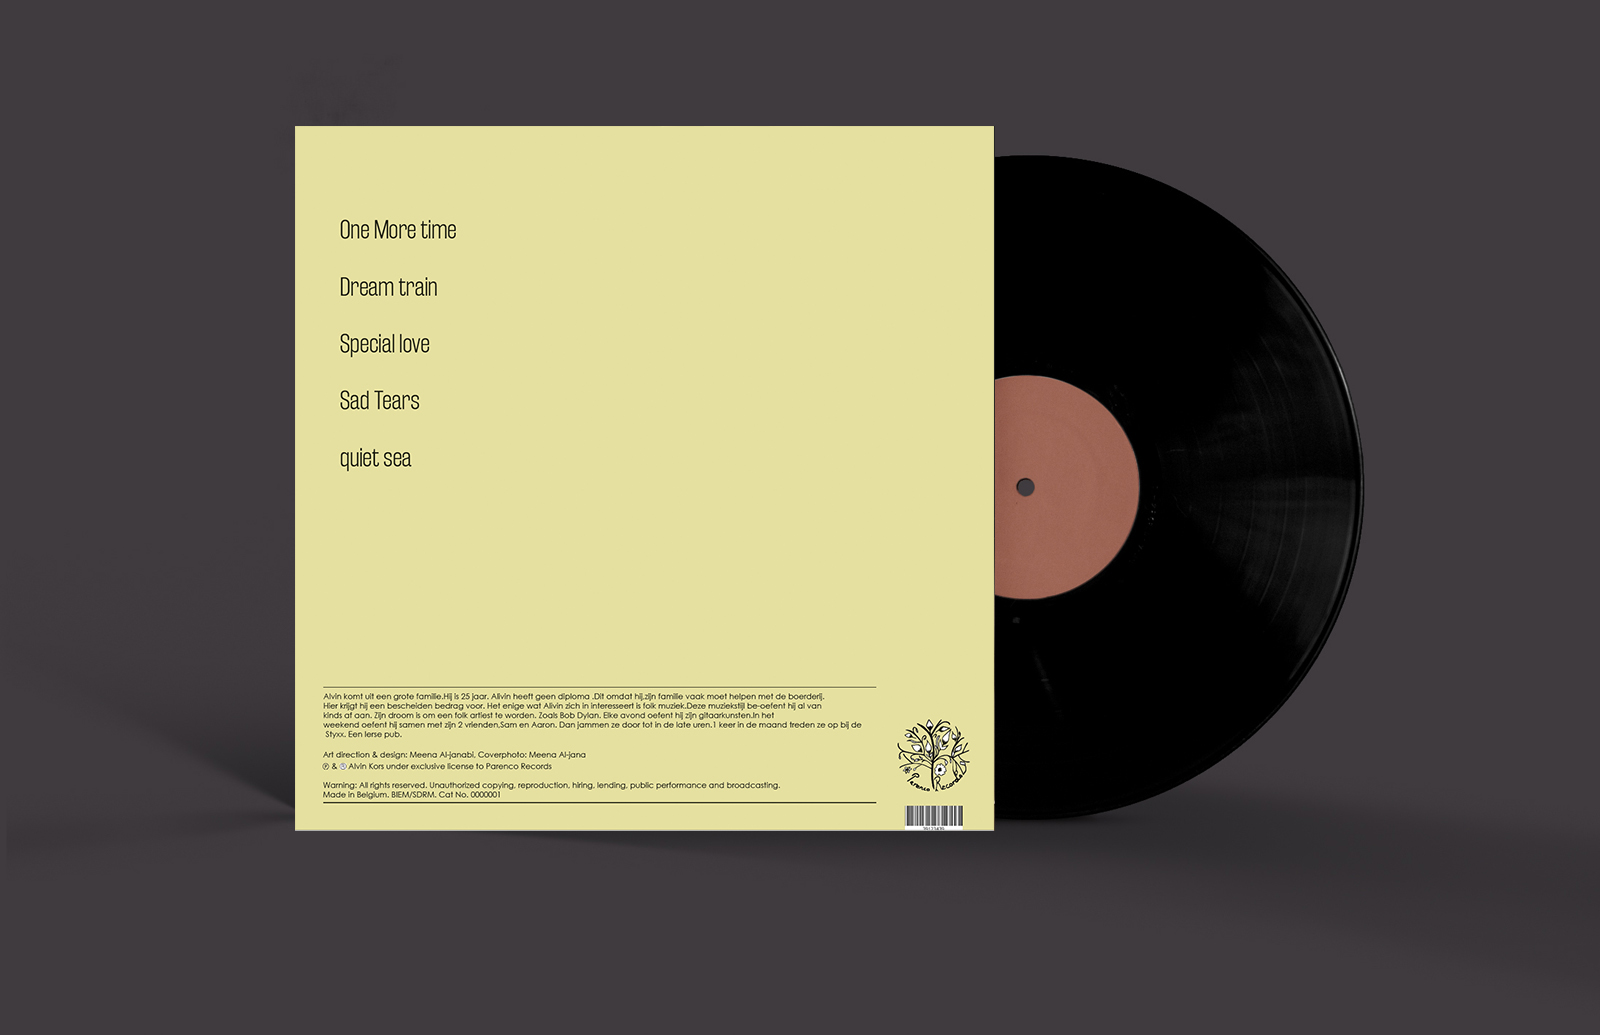 One More time
Dream train
Special love
Sad Tears
quiet sea
Alvin komt uit een grote familie.Hij is 25 jaar. Alivin heeft geen diploma .Dit omdat hij,zijn familie vaak moet helpen met de boerderij.
Hier krijgt hij een bescheiden bedrag voor. Het enige wat Alivin zich in interesseert is folk muziek.Deze muziekstijl be-oefent hij al van
kinds af aan. Zijn droom is om een folk artiest te worden. Zoals Bob Dylan. Elke avond oefent hij zijn gitaarkunsten.In het
weekend oefent hij samen met zijn 2 vrienden,Sam en Aaron. Dan jammen ze door tot in de late uren.1 keer in de maand treden ze op bij de
Styxx. Een Ierse pub.
Art direction & design: Meena Al-janabi, Coverphoto: Meena Al-jana
℗ & © Alvin Kors under exclusive license to Parenco Records
Warning: All rights reserved. Unauthorized copying, reproduction, hiring, lending, public performance and broadcasting.
Made in Belgium. BIEM/SDRM. Cat No. 0000001
Parenco Records